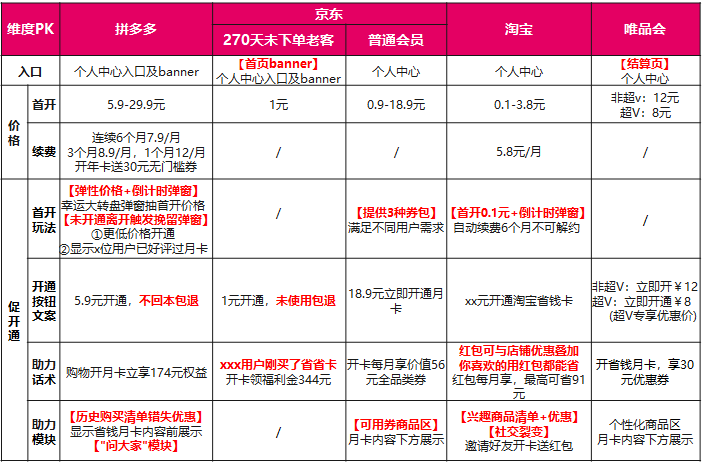 维度PK
拼多多
京东
270天未下单老客
普通会员
淘宝
唯品会
入口
个人中心入口及banner
【首页banner】
个人中心入口及banner
个人中心
个人中心
【结算页】
个人中心
价格
首开
5.9-29.9元
1元
0.9-18.9元
0.1-3.8元
非超v：12元
超V：8元
续费
连续6个月7.9/月
3个月8.9/月，1个月12/月
开年卡送30元无门槛券
/
/
5.8元/月
/
促开通
首开
玩法
【弹性价格+倒计时弹窗】
幸运大转盘弹窗抽首开价格
【未开通离开触发挽留弹窗】
①更低价格开通
②显示x位用户已好评过月卡
/
【提供3种券包】
满足不同用户需求
【首开0.1元+倒计时弹窗】
自动续费6个月不可解约
/
开通
按钮
文案
5.9元开通，不回本包退
1元开通，未使用包退
18.9元立即开通月
卡
xx元开通淘宝省钱卡
非超V：立即开￥12
超V：立即开通￥8
(超V专享优惠价)
助力
话术
购物开月卡立享174元权益
xxx用户刚买了省省卡
开卡领福利金344元
开卡每月享价值56
元全品类券
红包可与店铺优惠叠加
你喜欢的用红包都能省
红包每月享，最高可省91
元
开省钱月卡，享30
元优惠券
助力
模块
【历史购买清单错失优惠】
显示省钱月卡内容前展示
【"问大家"模块】
/
【可用券商品区】
月卡内容下方展示
【兴趣商品清单+优惠】
【社交裂变】
邀请好友开卡送红包
个性化商品区
月卡内容下方展示